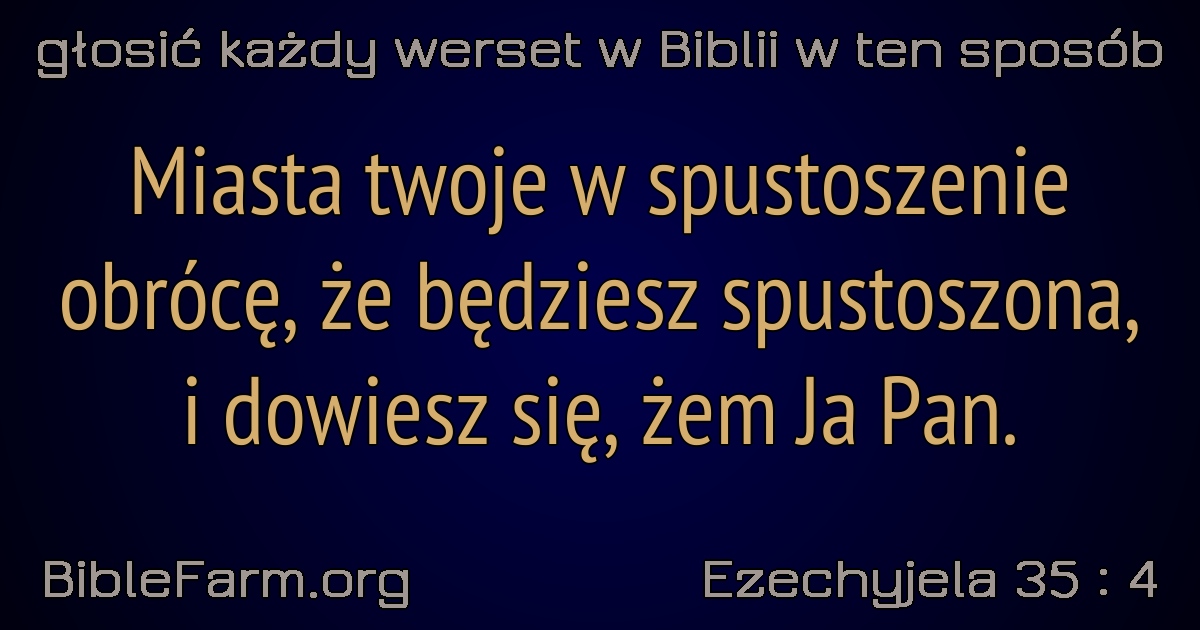 głosić każdy werset w Biblii w ten sposób
Miasta twoje w spustoszenie
obrócę, że będziesz spustoszona,
i dowiesz się, żem Ja Pan.
BibleFarm.org
Ezechyjela 35 : 4